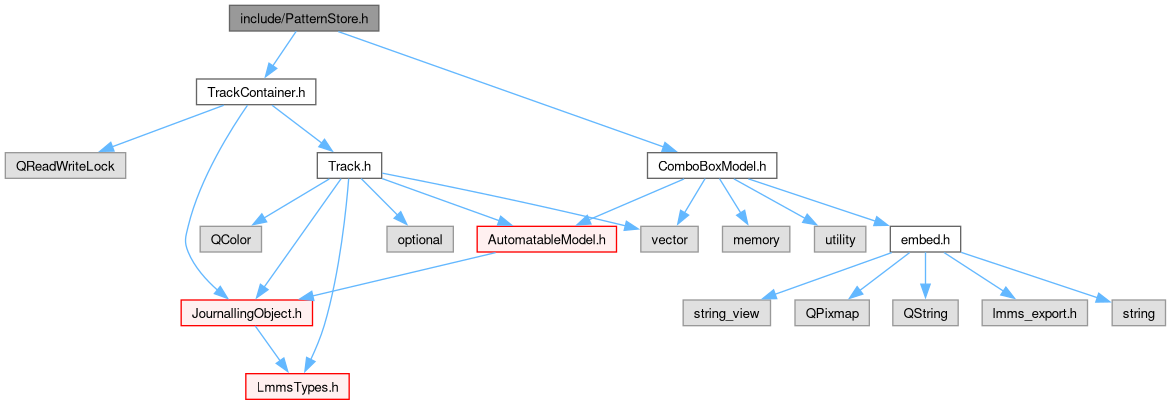 include/PatternStore.h
TrackContainer.h
QReadWriteLock
Track.h
ComboBoxModel.h
QColor
optional
AutomatableModel.h
vector
memory
utility
embed.h
JournallingObject.h
string_view
QPixmap
QString
lmms_export.h
string
LmmsTypes.h